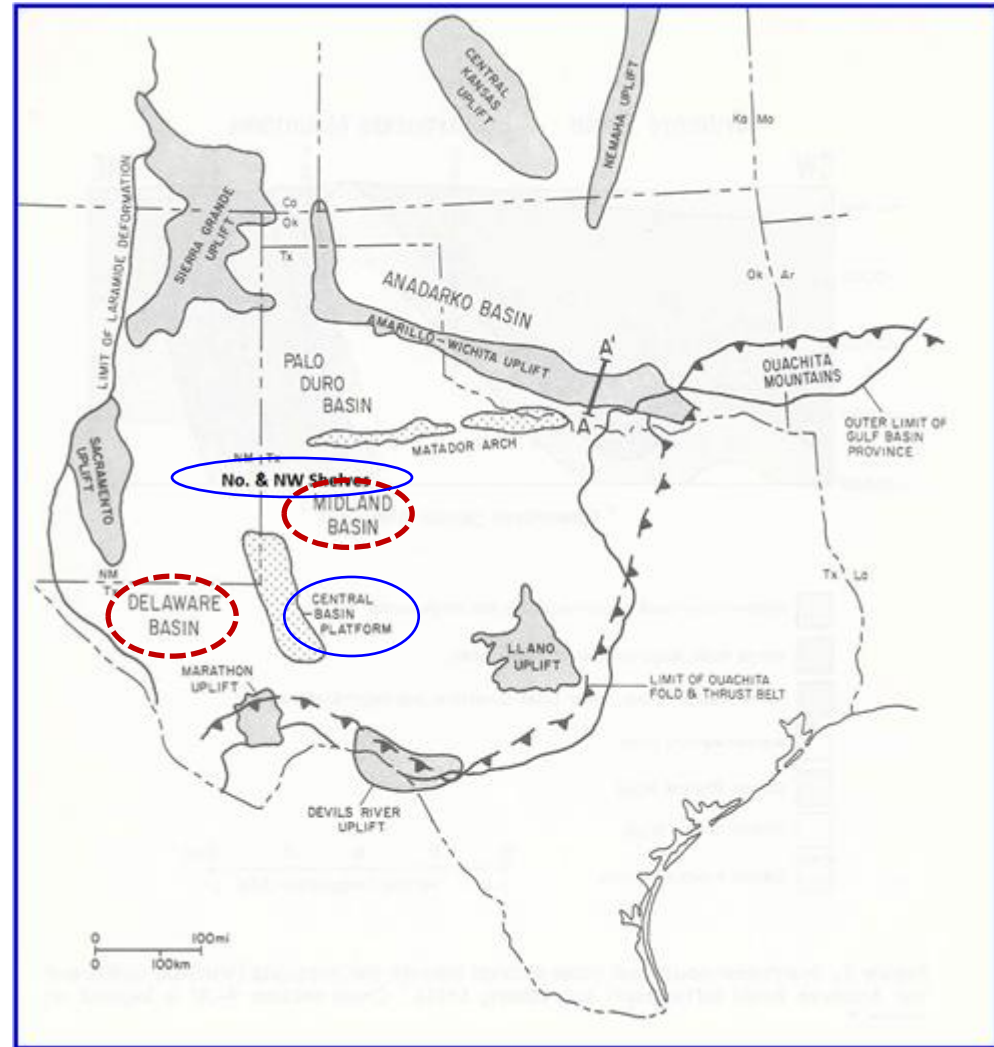 CENTRAL
KANSAS
UPLIFT
NEMAHA UPLIFT
Ka Mo
LIMIT OF LARAMIDE DEFORMATION
SIERRA GRANDE
UPLIFT
Co
Ok
Tx
ANADARKO BASIN
Ok Ar
AMARILLO-WICHITA UPLIFT
A'
OUACHITA
MOUNTAINS
PALO
DURO
BASIN
A
OUTER LIMIT OF
GULF BASIN
PROVINCE
MATADOR ARCH
SACRAMENTO
UPLIFT
NM Tx
No. & NW Shelves
MIDLAND
BASIN
NM
Tx
DELAWARE
BASIN
CENTRAL
BASIN
PLATFORM
Tx La
LLANO
UPLIFT
MARATHON
UPLIFT
LIMIT OF OUACHITA
FOLD & THRUST BELT
DEVILS RIVER
UPLIFT
0 100mi
0 100km